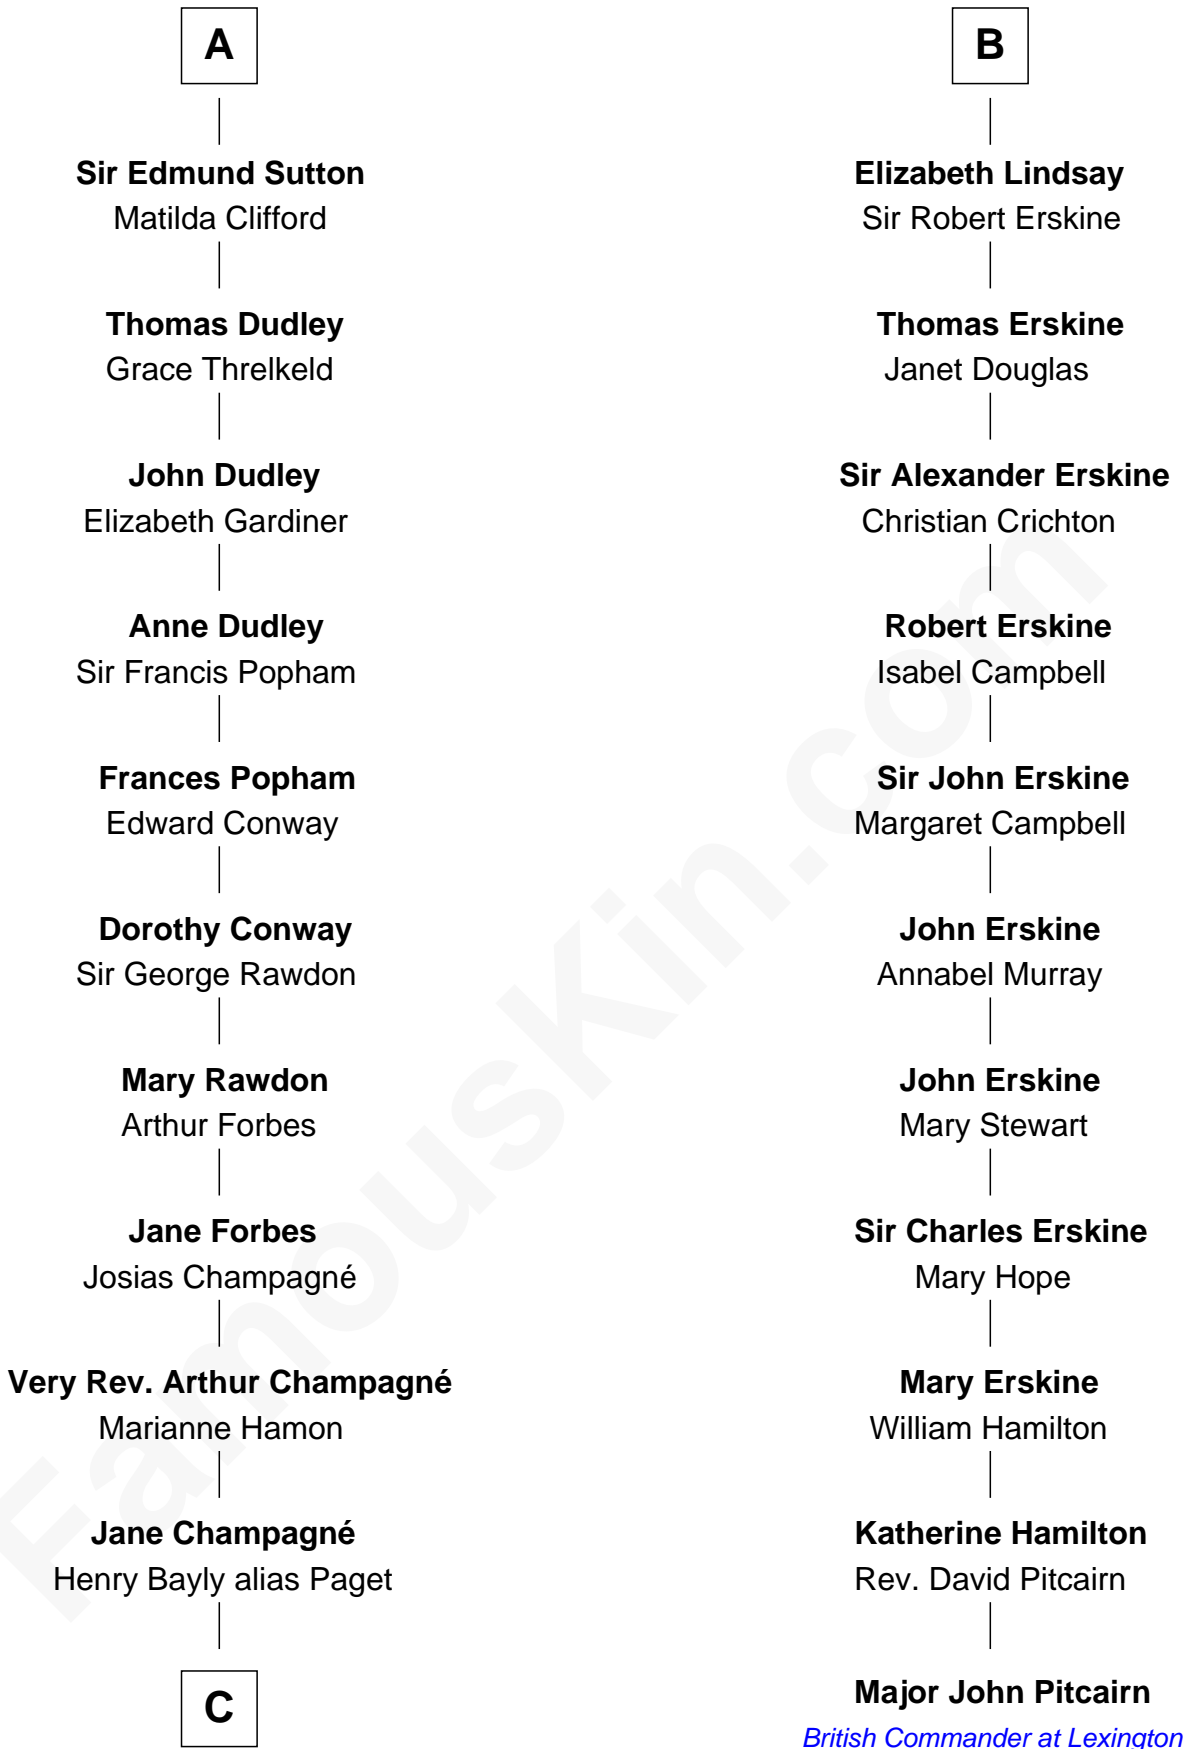 A
Sir Edmund Sutton
Matilda Clifford
Thomas Dudley
Grace Threlkeld
John Dudley
Elizabeth Gardiner
Anne Dudley
Sir Francis Popham
Frances Popham
Edward Conway
Dorothy Conway
Sir George Rawdon
Mary Rawdon
Arthur Forbes
Jane Forbes
Josias Champagné
Very Rev. Arthur Champagné
Marianne Hamon
Jane Champagné
Henry Bayly alias Paget
C
B
Elizabeth Lindsay
Sir Robert Erskine
Thomas Erskine
Janet Douglas
Sir Alexander Erskine
Christian Crichton
Robert Erskine
Isabel Campbell
Sir John Erskine
Margaret Campbell
John Erskine
Annabel Murray
John Erskine
Mary Stewart
Sir Charles Erskine
Mary Hope
Mary Erskine
William Hamilton
Katherine Hamilton
Rev. David Pitcairn
Major John Pitcairn
British Commander at Lexington
FamousKin.com